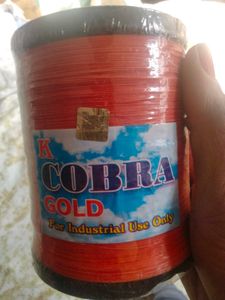 K
COBRA
GOLD
For Industrial Use Only